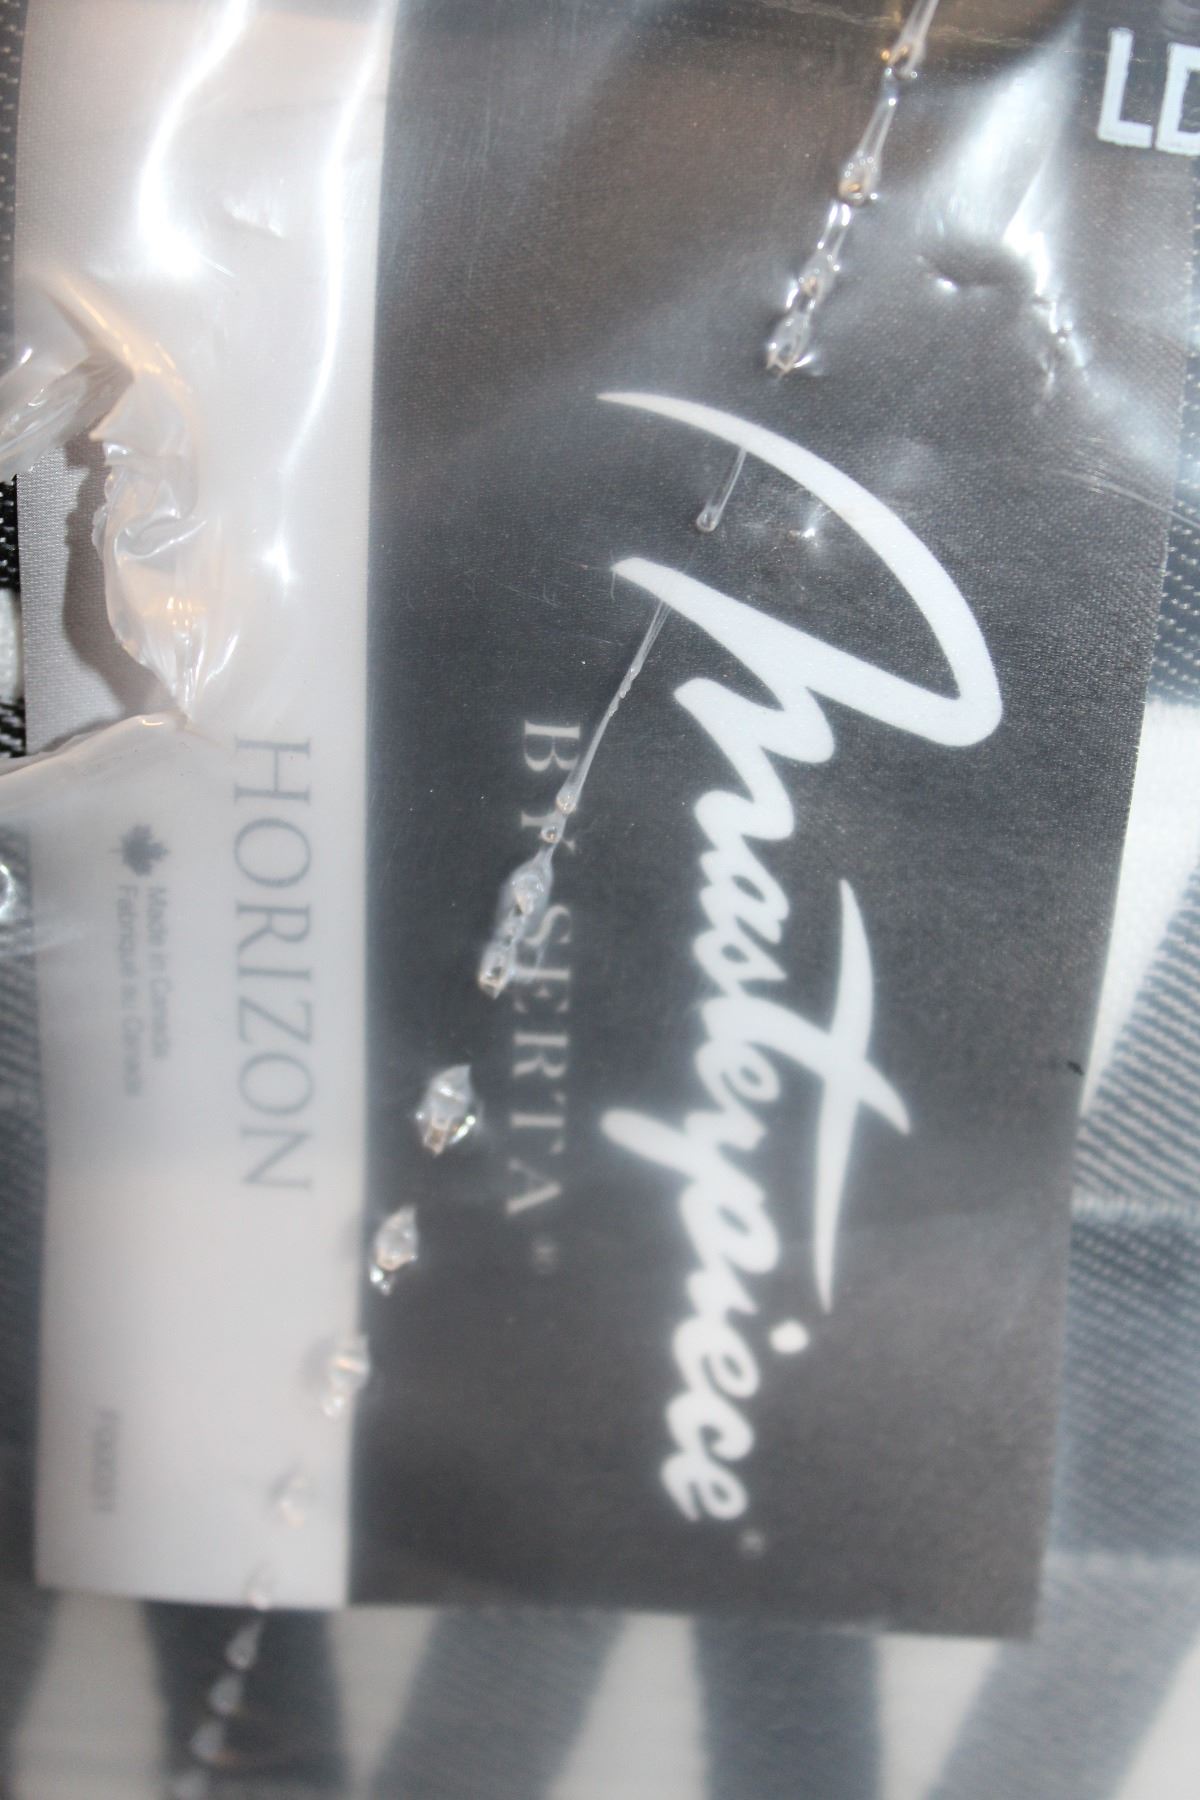 LD
Masterpiece
BY SERTA®
HORIZON
Made in Canada
Fabriqué au Canada